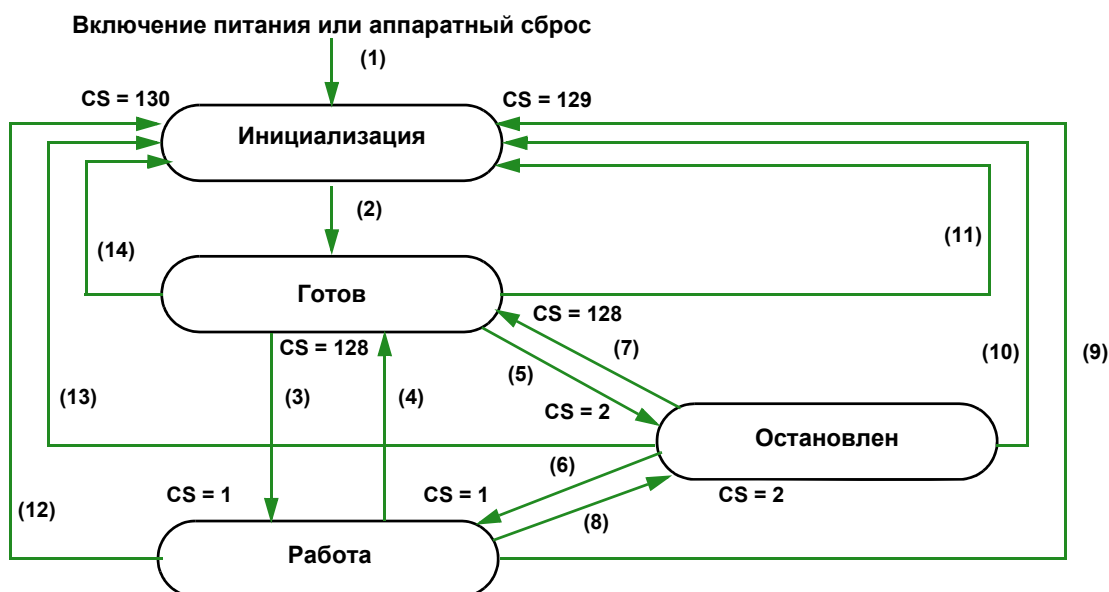 Включение питания или аппаратный сброс
(1)
CS = 130
CS = 129
Инициализация
(2)
(14)
(11)
Готов
CS = 128
CS = 128
(7)
(10)
(9)
(5)
(13)
(3)
(4)
CS = 2
Остановлен
(6)
CS = 1
CS = 1
CS = 2
(12)
(8)
Работа